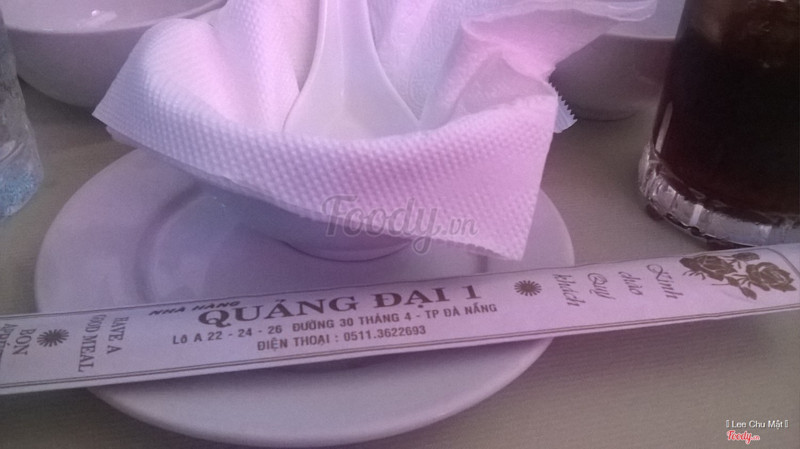 NHÀ HÀNG
QUẢNG ĐẠI 1
LÔ A 22 - 24 - 26 ĐƯỜNG 30 THÁNG 4 - TP ĐÀ NẴNG
ĐIỆN THOẠI : 0511.3622693
HAVE A
GOOD MEAL
BON
Kính
chào
Quý
khách
Foody.vn
Lee Chu Mật
Foody.vn